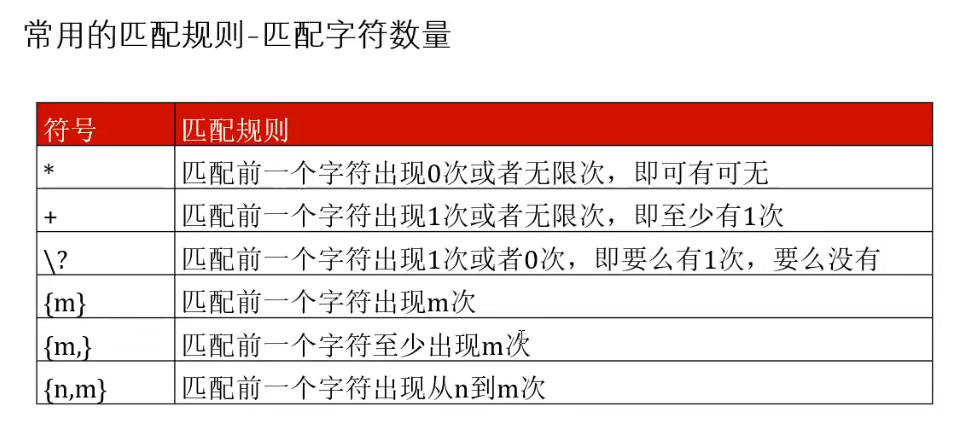 常用的匹配规则-匹配字符数量
符号 匹配规则
* 匹配前一个字符出现0次或者无限次，即可有可无
+ 匹配前一个字符出现1次或者无限次，即至少有1次
\? 匹配前一个字符出现1次或者0次，即要么有1次，要么没有
{m} 匹配前一个字符出现m次
{m,} 匹配前一个字符至少出现m次
{n,m} 匹配前一个字符出现从n到m次